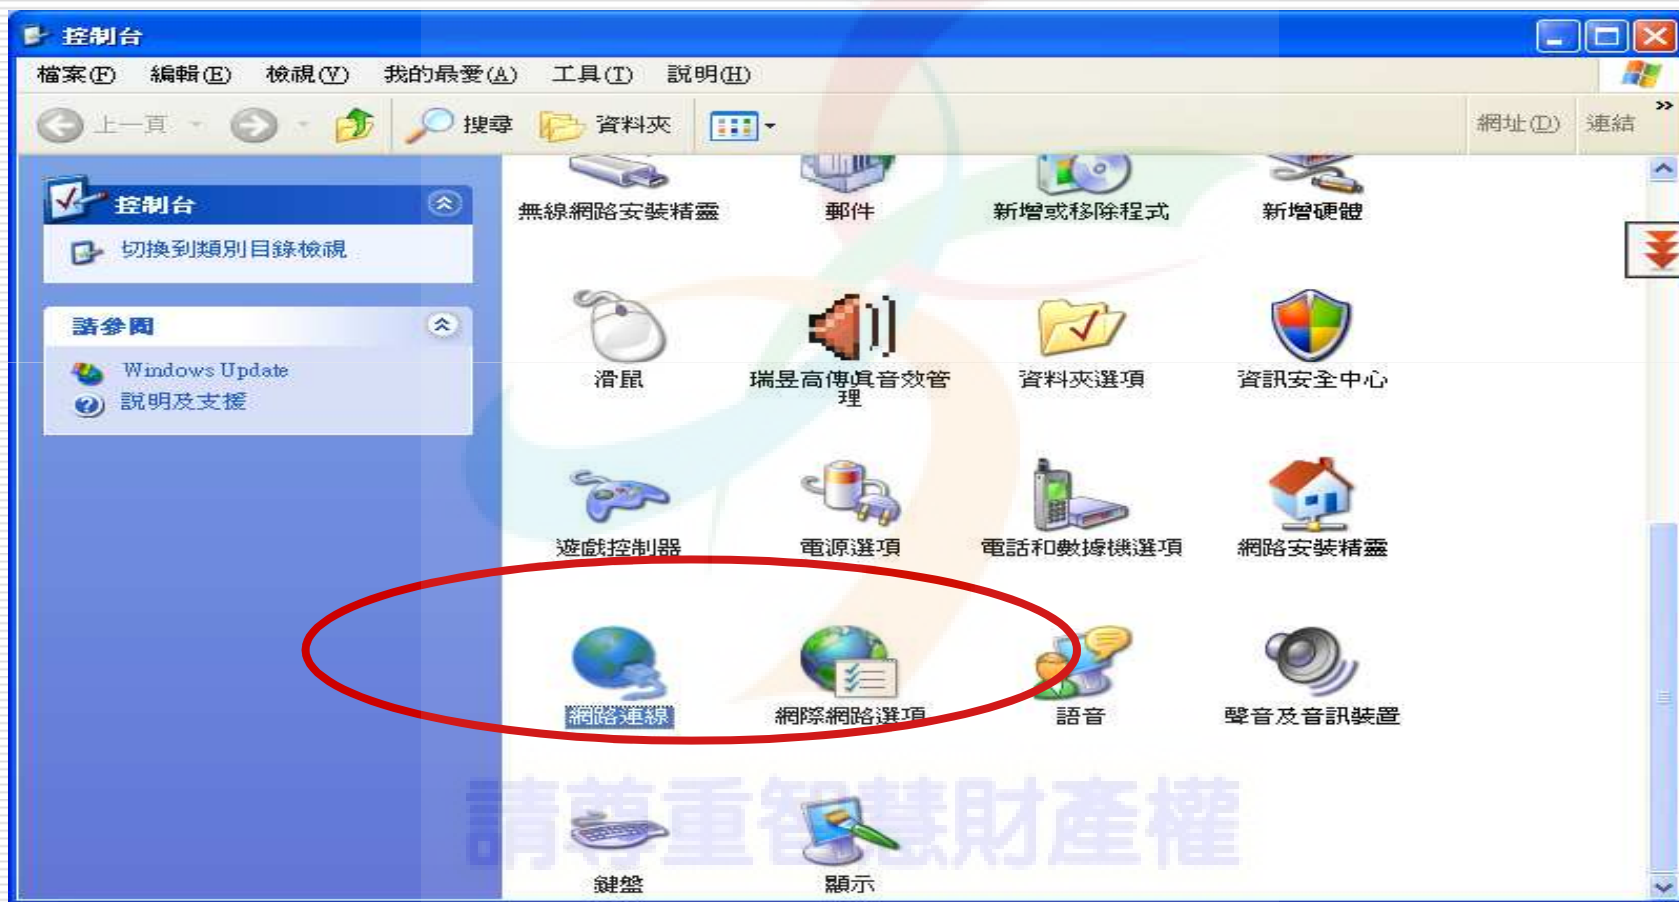 控制台
檔案(F) 編輯(E) 檢視(V) 我的最愛(A) 工具(T) 說明(H)
上一頁 搜尋 資料夾 網址(D) 連結 »
控制台
切換到類別目錄檢視
請參閱
Windows Update
說明及支援
無線網路安裝精靈 郵件 新增或移除程式 新增硬體
滑鼠 瑞昱高傳真音效管 資料夾選項 資訊安全中心
理
遊戲控制器 電源選項 電話和數據機選項 網路安裝精靈
網路連線 網際網路選項 語音 聲音及音訊裝置
請尊重智慧財產權
鍵盤 顯示